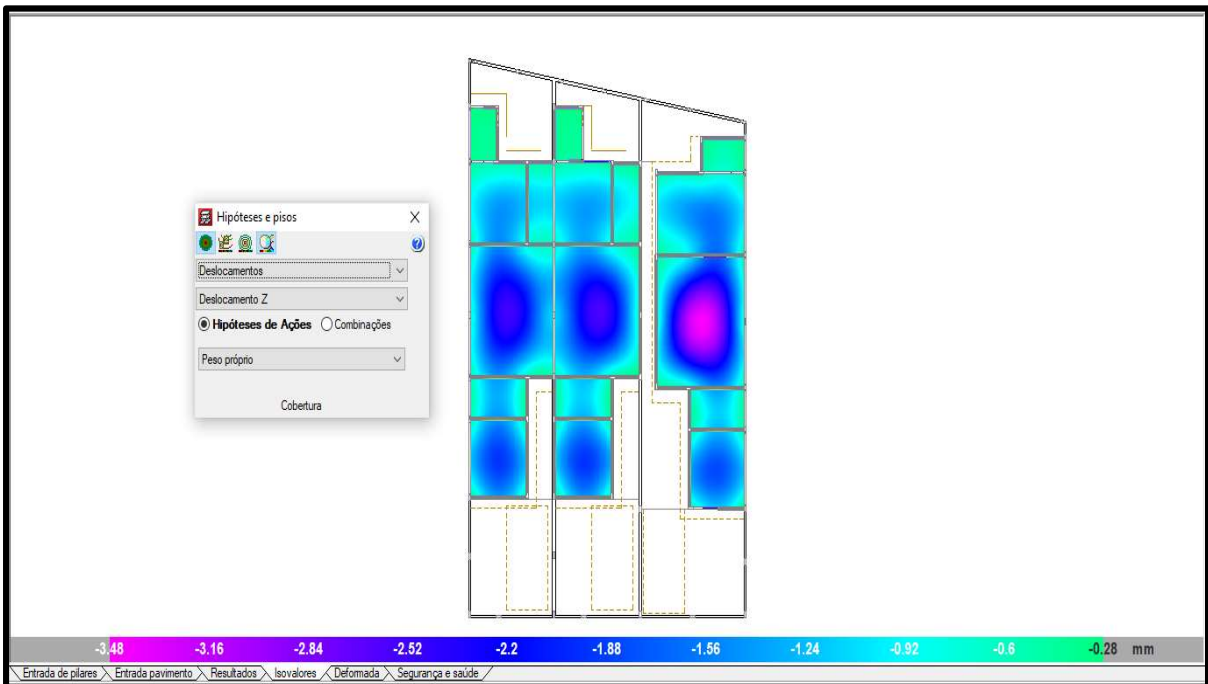 Hipóteses e pisos
Deslocamentos
Deslocamento Z
Hipóteses de Ações Combinações
Peso próprio
Cobertura
-3.48 -3.16 -2.84 -2.52 -2.2 -1.88 -1.56 -1.24 -0.92 -0.6 -0.28 mm
Entrada de pilares Entrada pavimento Resultados Isovalores Deformada Segurança e saúde